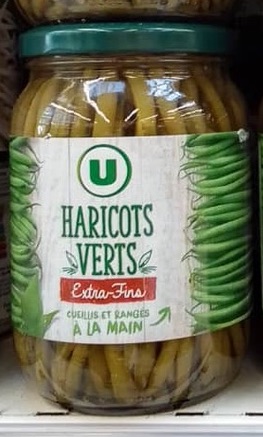 U
HARICOTS
VERTS
Extra-Fins
CUEILLIS ET RANGÉS
À LA MAIN